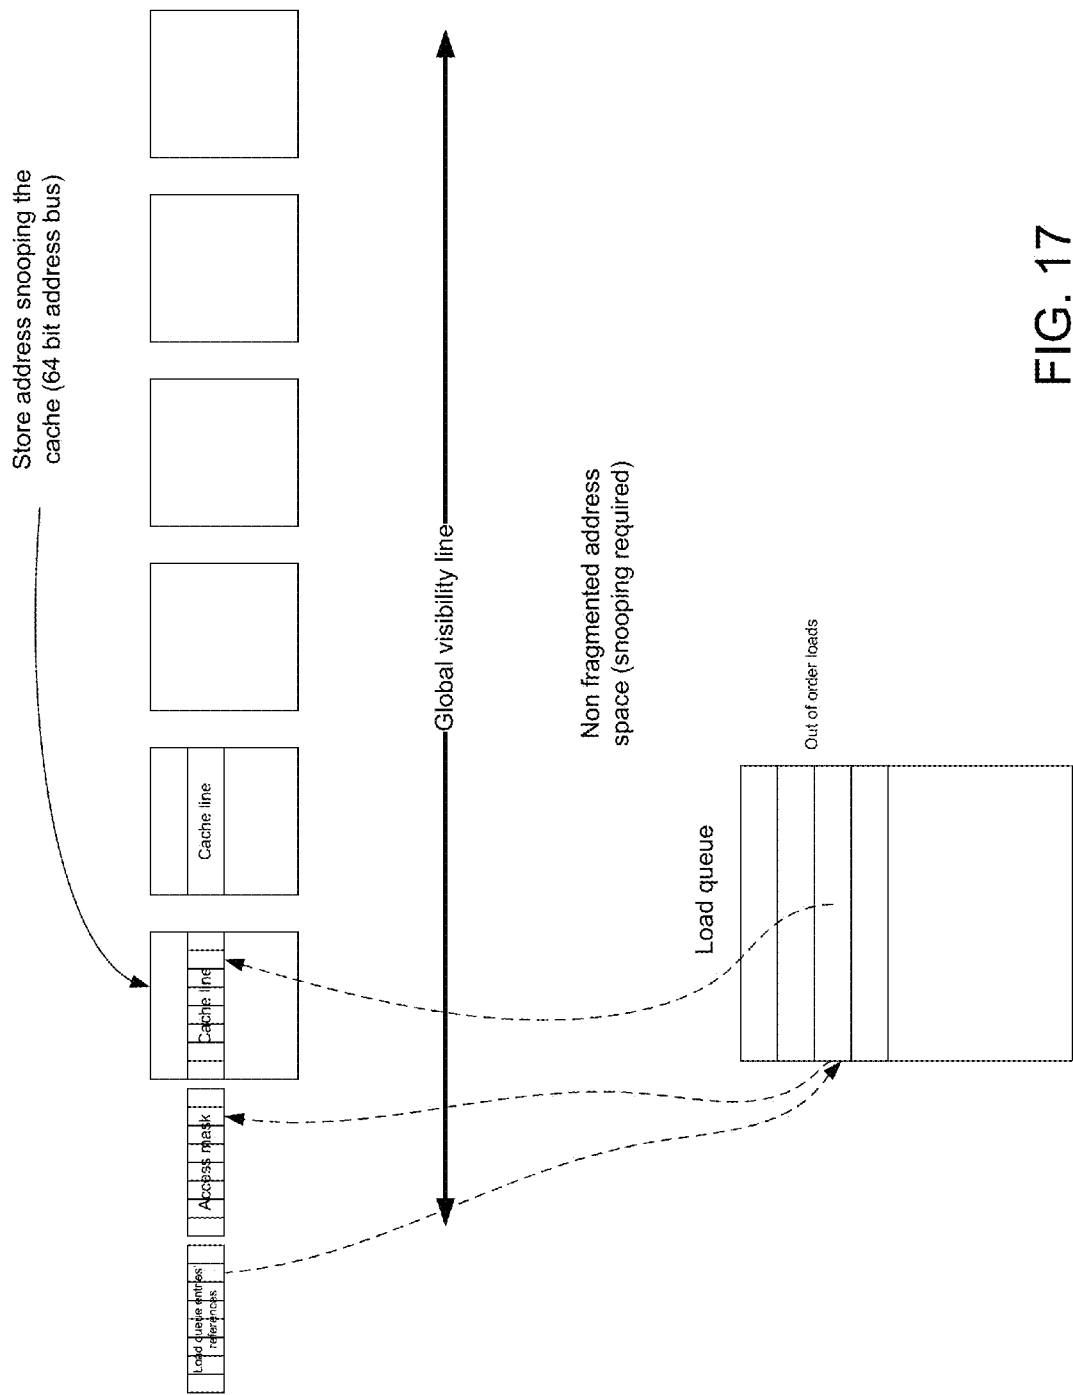 Store address snooping the
cache (64 bit address bus)
Load queue entries'
references
Access mask
Cache line
Cache line
Global visibility line
Non fragmented address
space (snooping required)
Load queue
Out of order loads
FIG. 17